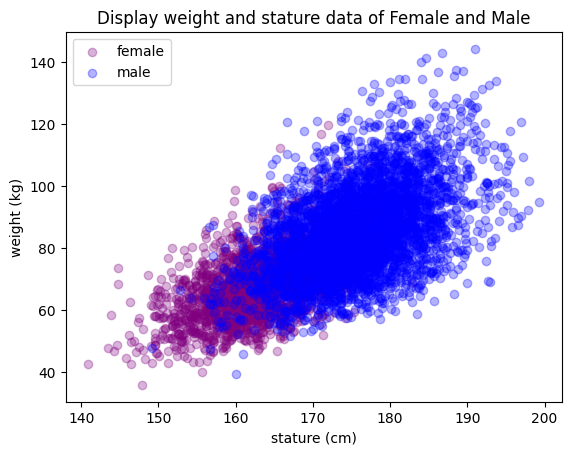 Display weight and stature data of Female and Male
female
male
140
120
100
80
60
40
weight (kg)
140
150
160
170
180
190
200
stature (cm)